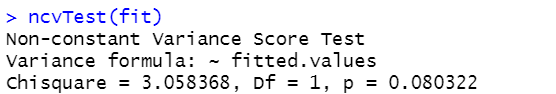 > ncvTest(fit)
Non-constant Variance Score Test
Variance formula: ~ fitted.values
Chisquare = 3.058368, Df = 1, p = 0.080322